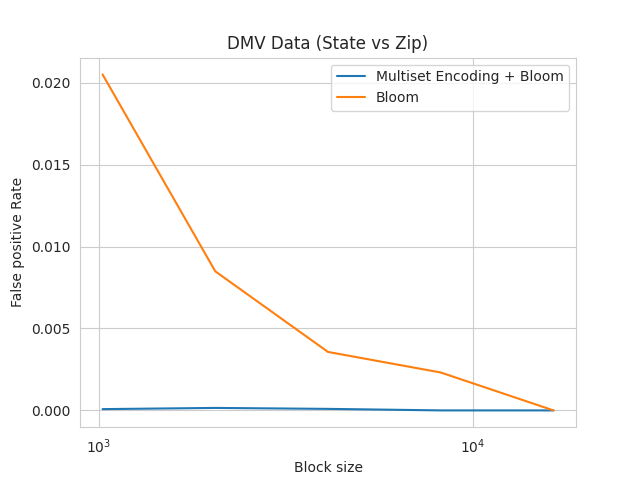 DMV Data (State vs Zip)
Multiset Encoding + Bloom
Bloom
False positive Rate
0.020
0.015
0.010
0.005
0.000
10³
10⁴
Block size